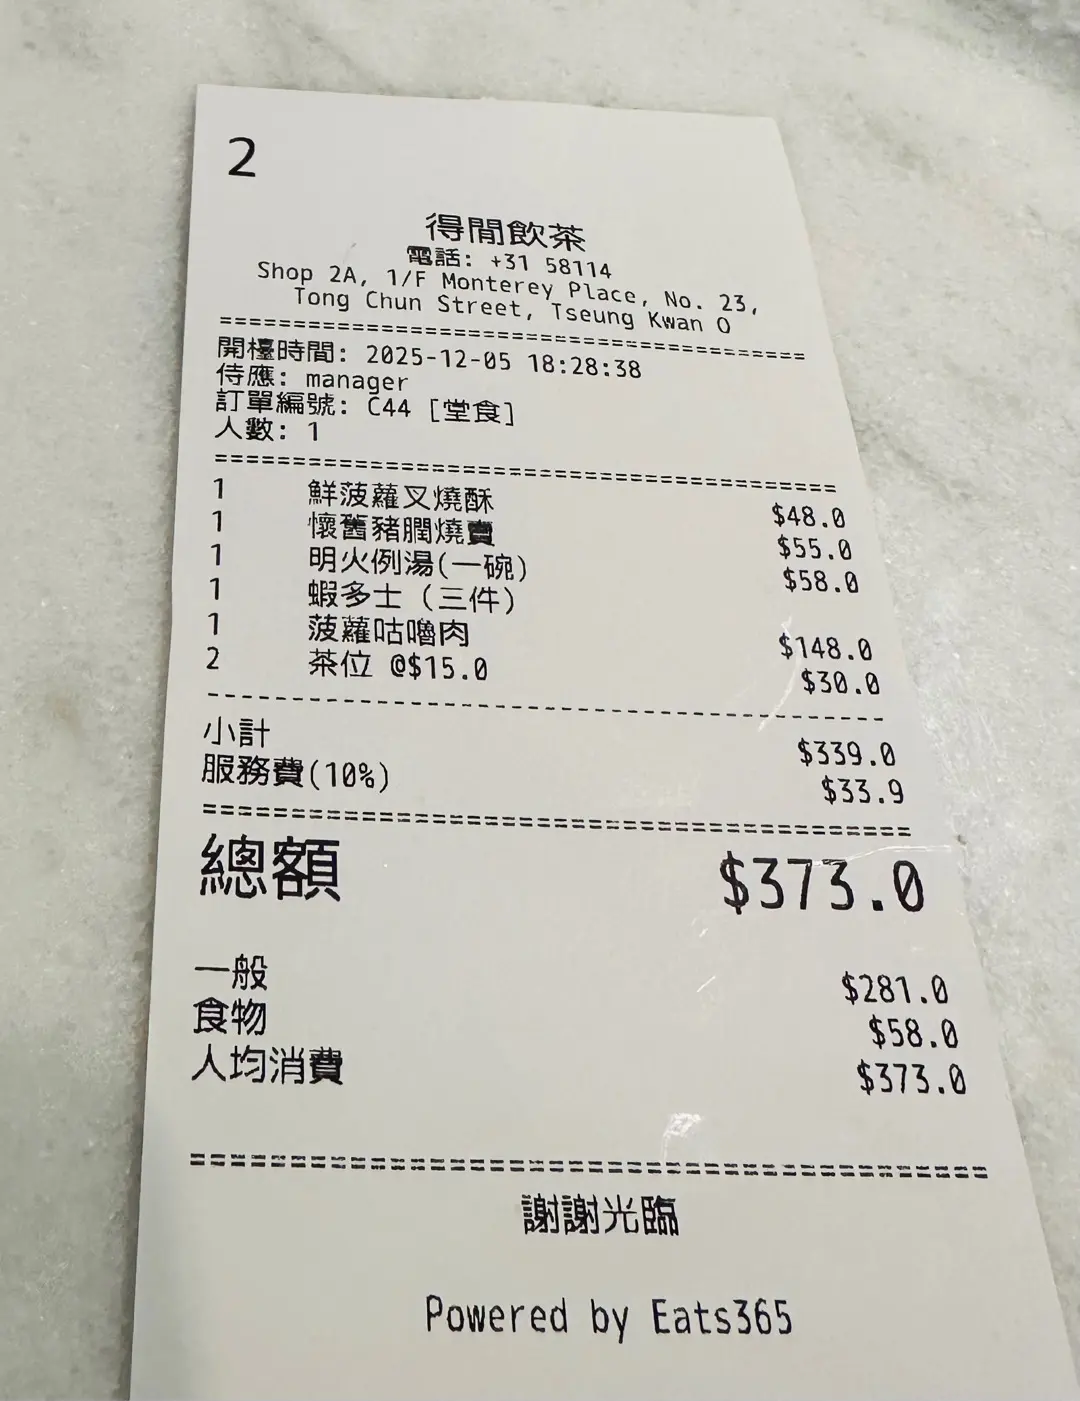 2
得閒飲茶
電話: +31 58114
Shop 2A, 1/F Monterey Place, No. 23,
Tong Chun Street, Tseung Kwan O
========================================
開檯時間: 2025-12-05 18:28:38
侍應: manager
訂單編號: C44 [堂食]
人數: 1
========================================
1 鮮菠蘿叉燒酥 $48.0
1 懷舊豬膶燒賣 $55.0
1 明火例湯(一碗) $58.0
1 蝦多士 (三件)
1 菠蘿咕嚕肉 $148.0
2 茶位 @$15.0 $30.0
----------------------------------------
小計 $339.0
服務費(10%) $33.9
========================================
總額 $373.0
一般 $281.0
食物 $58.0
人均消費 $373.0
========================================
謝謝光臨
Powered by Eats365